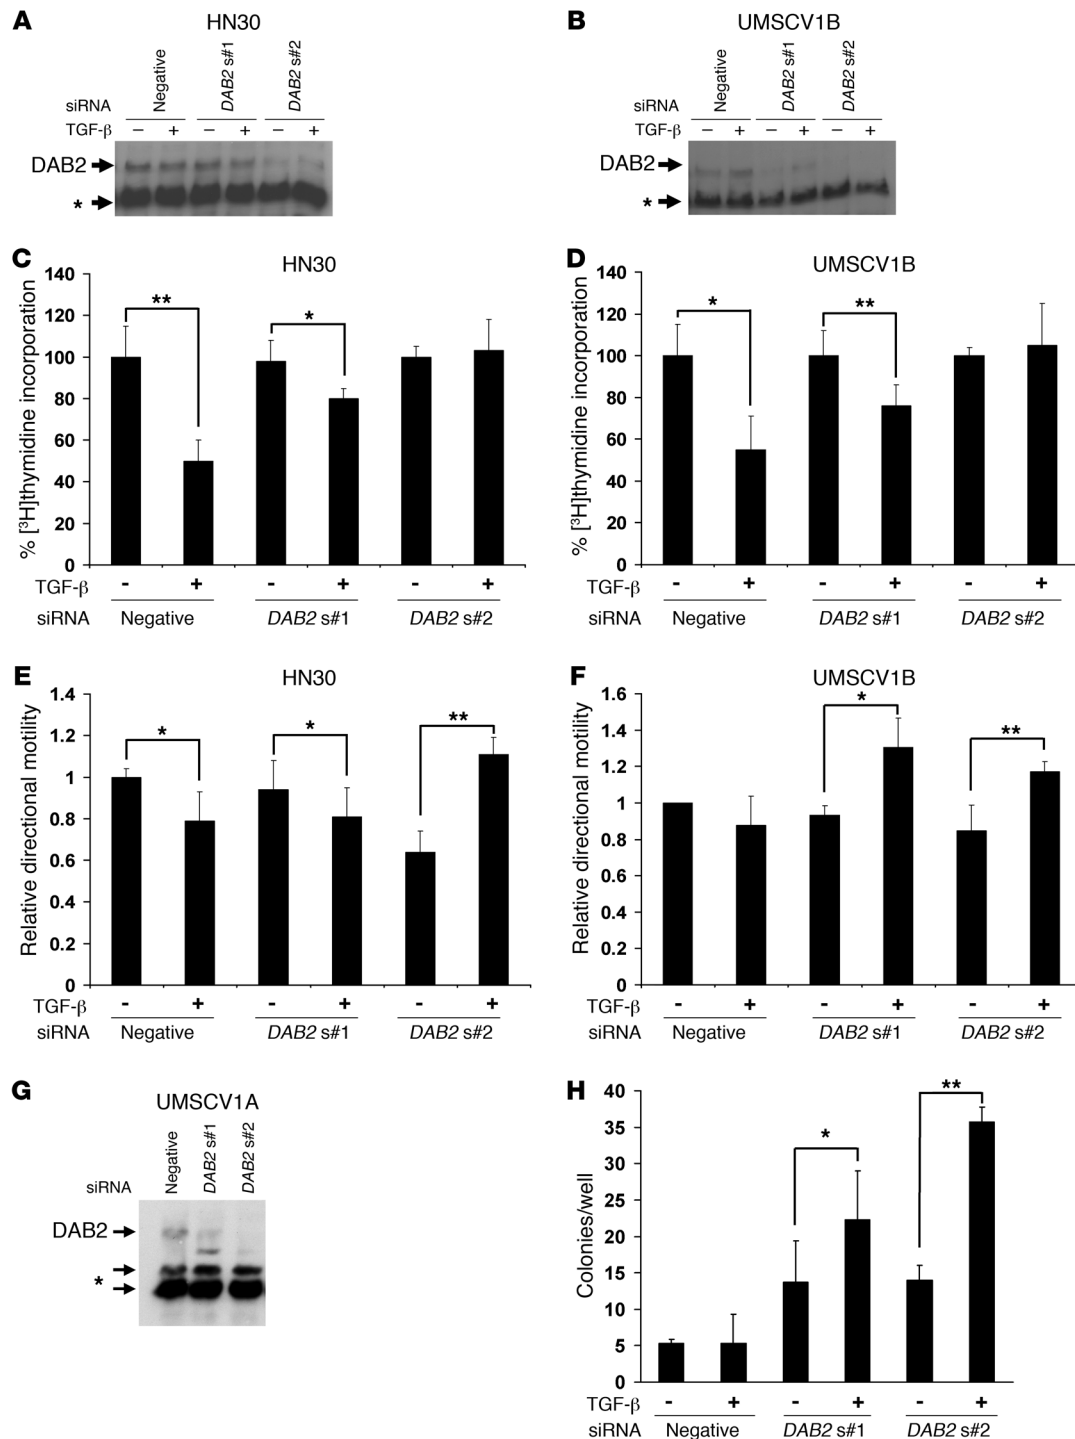 A
HN30
siRNA Negative DAB2 s#1 DAB2 s#2
TGF-β – + – + – +
DAB2
*
B
UMSCV1B
siRNA Negative DAB2 s#1 DAB2 s#2
TGF-β – + – + – +
DAB2
*
C
HN30
% [³H]thymidine incorporation
140
120
100
80
60
40
20
0
** *
TGF-β - + - + - +
siRNA Negative DAB2 s#1 DAB2 s#2
D
UMSCV1B
% [³H]thymidine incorporation
140
120
100
80
60
40
20
0
* **
TGF-β - + - + - +
siRNA Negative DAB2 s#1 DAB2 s#2
E
HN30
Relative directional motility
1.4
1.2
1
0.8
0.6
0.4
0.2
0
* * **
TGF-β - + - + - +
siRNA Negative DAB2 s#1 DAB2 s#2
F
UMSCV1B
Relative directional motility
1.6
1.4
1.2
1
0.8
0.6
0.4
0.2
0
* **
TGF-β - + - + - +
siRNA Negative DAB2 s#1 DAB2 s#2
G
UMSCV1A
siRNA Negative DAB2 s#1 DAB2 s#2
DAB2
*
H
Colonies/well
40
35
30
25
20
15
10
5
0
* **
TGF-β - + - + - +
siRNA Negative DAB2 s#1 DAB2 s#2